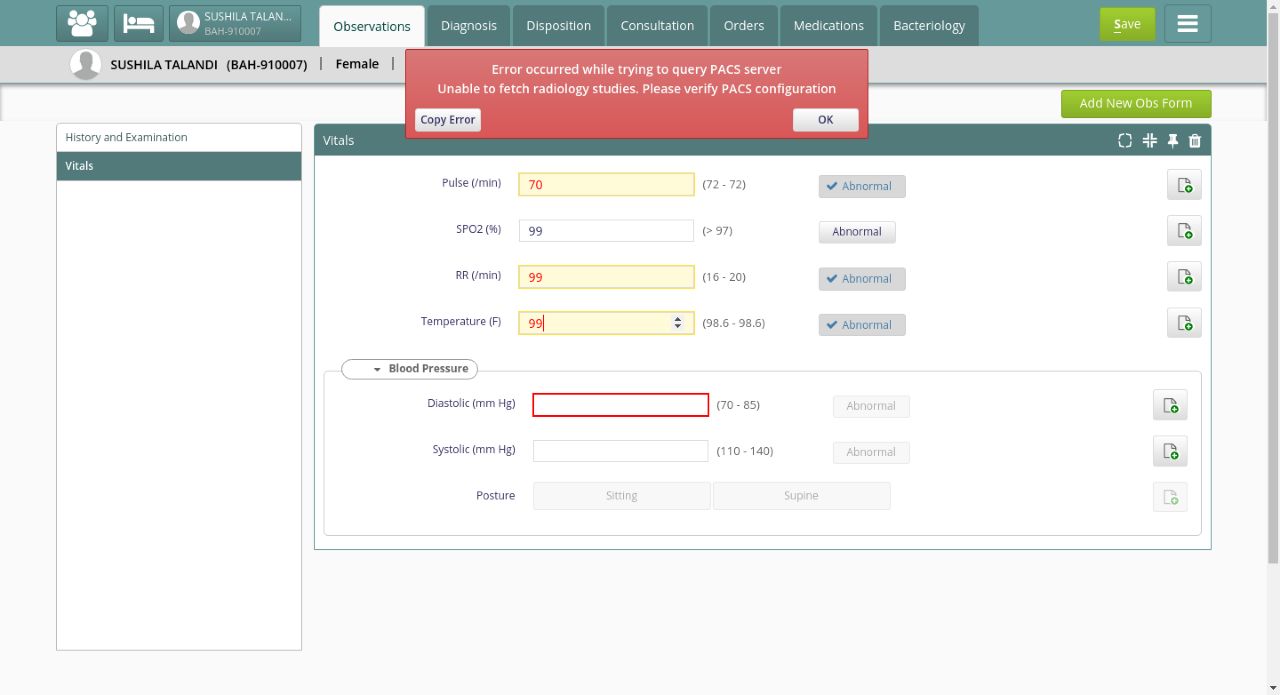 SUSHILA TALAN...
BAH-910007
Observations
Diagnosis
Disposition
Consultation
Orders
Medications
Bacteriology
Save
SUSHILA TALANDI (BAH-910007) | Female |
Error occurred while trying to query PACS server
Unable to fetch radiology studies. Please verify PACS configuration
Copy Error
OK
Add New Obs Form
History and Examination
Vitals
Vitals
Pulse (/min) 70 (72 - 72) Abnormal
SPO2 (%) 99 (> 97) Abnormal
RR (/min) 99 (16 - 20) Abnormal
Temperature (F) 99 (98.6 - 98.6) Abnormal
Blood Pressure
Diastolic (mm Hg) (70 - 85) Abnormal
Systolic (mm Hg) (110 - 140) Abnormal
Posture Sitting Supine